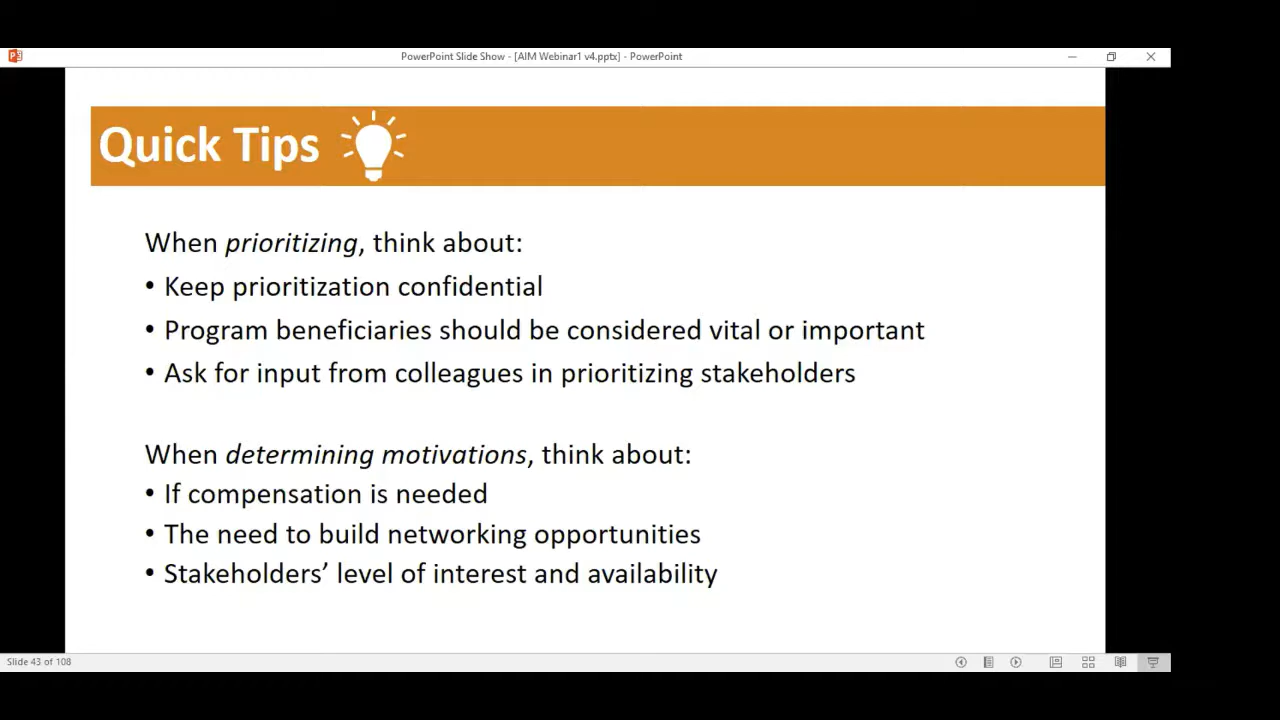 PowerPoint Slide Show - [AIM Webinar1 v4.pptx] - PowerPoint
Quick Tips
When prioritizing, think about:
• Keep prioritization confidential
• Program beneficiaries should be considered vital or important
• Ask for input from colleagues in prioritizing stakeholders
When determining motivations, think about:
• If compensation is needed
• The need to build networking opportunities
• Stakeholders’ level of interest and availability
Slide 43 of 108